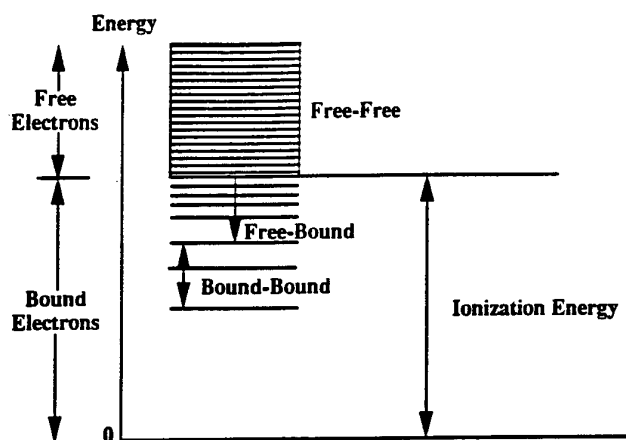 Energy
Free
Electrons
Free-Free
Free-Bound
Bound-Bound
Bound
Electrons
Ionization Energy
0